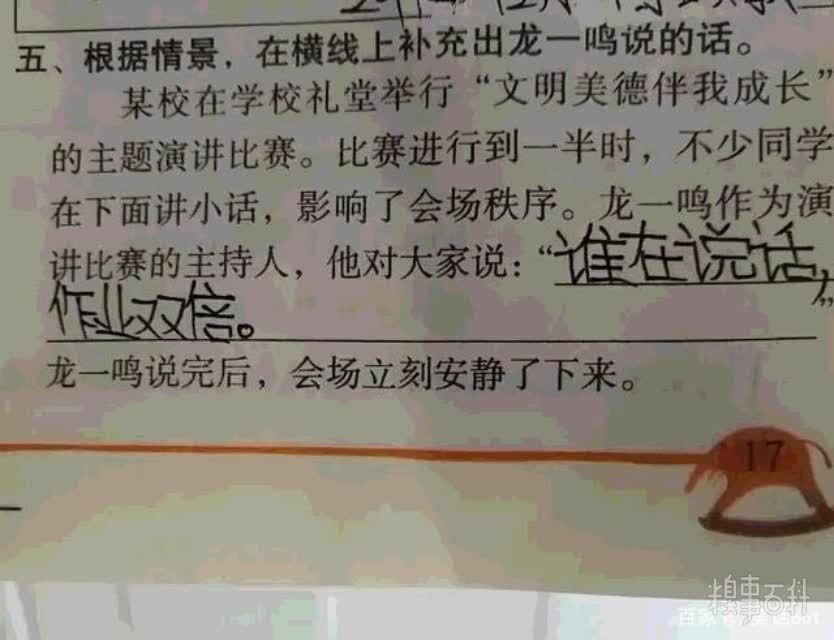 五、根据情景，在横线上补充出龙一鸣说的话。
某校在学校礼堂举行“文明美德伴我成长”
的主题演讲比赛。比赛进行到一半时，不少同学
在下面讲小话，影响了会场秩序。龙一鸣作为演
讲比赛的主持人，他对大家说：“谁在说话，
作业双倍。”
龙一鸣说完后，会场立刻安静了下来。
17
糗事百科